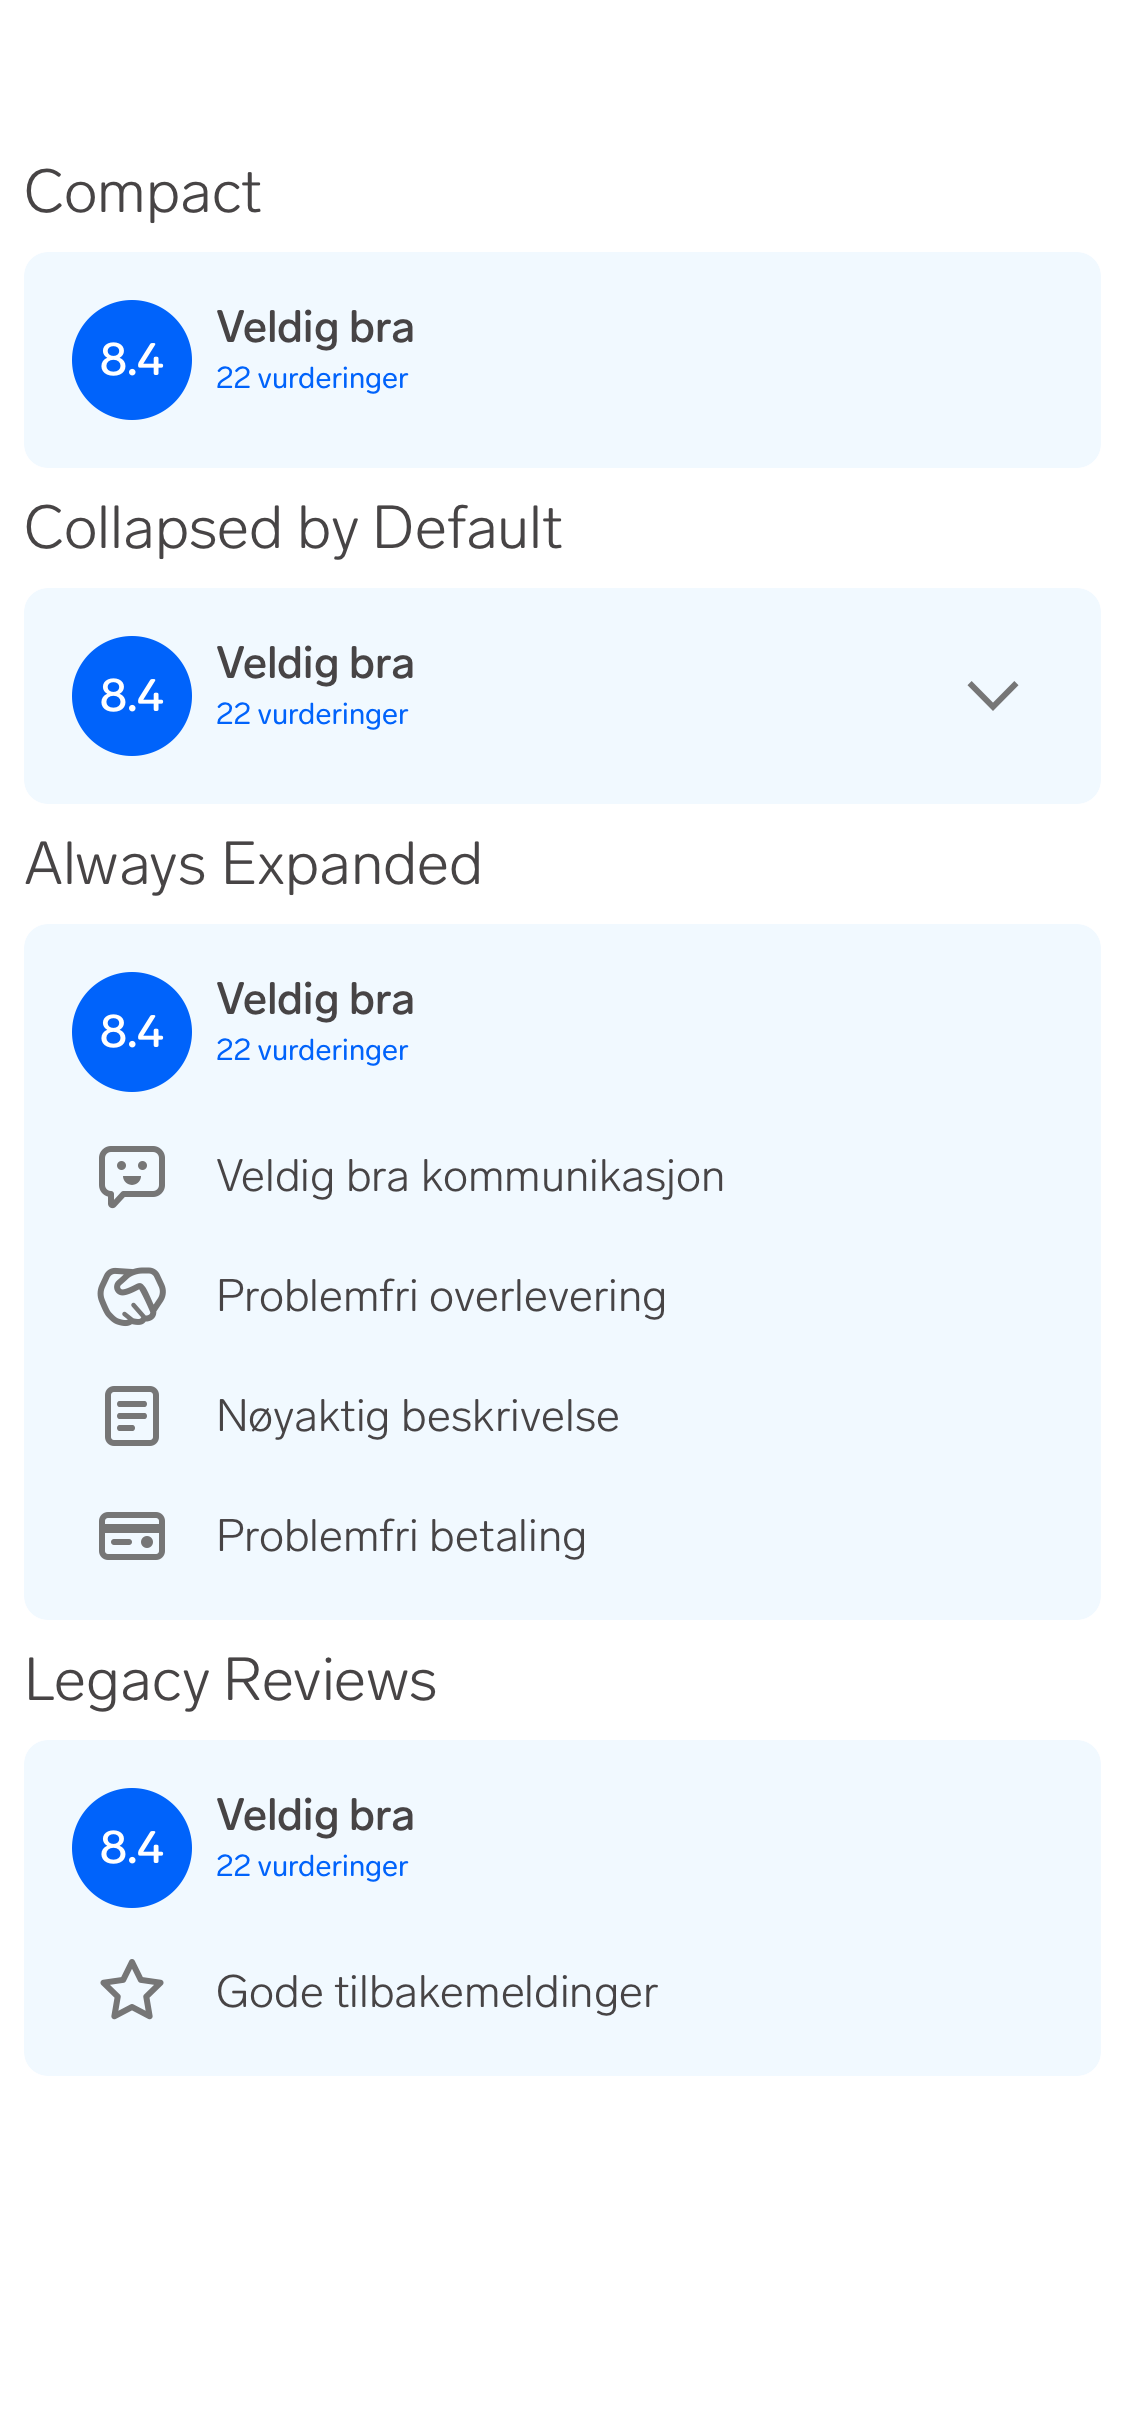 Compact
8.4
Veldig bra
22 vurderinger
Collapsed by Default
8.4
Veldig bra
22 vurderinger
Always Expanded
8.4
Veldig bra
22 vurderinger
Veldig bra kommunikasjon
Problemfri overlevering
Nøyaktig beskrivelse
Problemfri betaling
Legacy Reviews
8.4
Veldig bra
22 vurderinger
Gode tilbakemeldinger